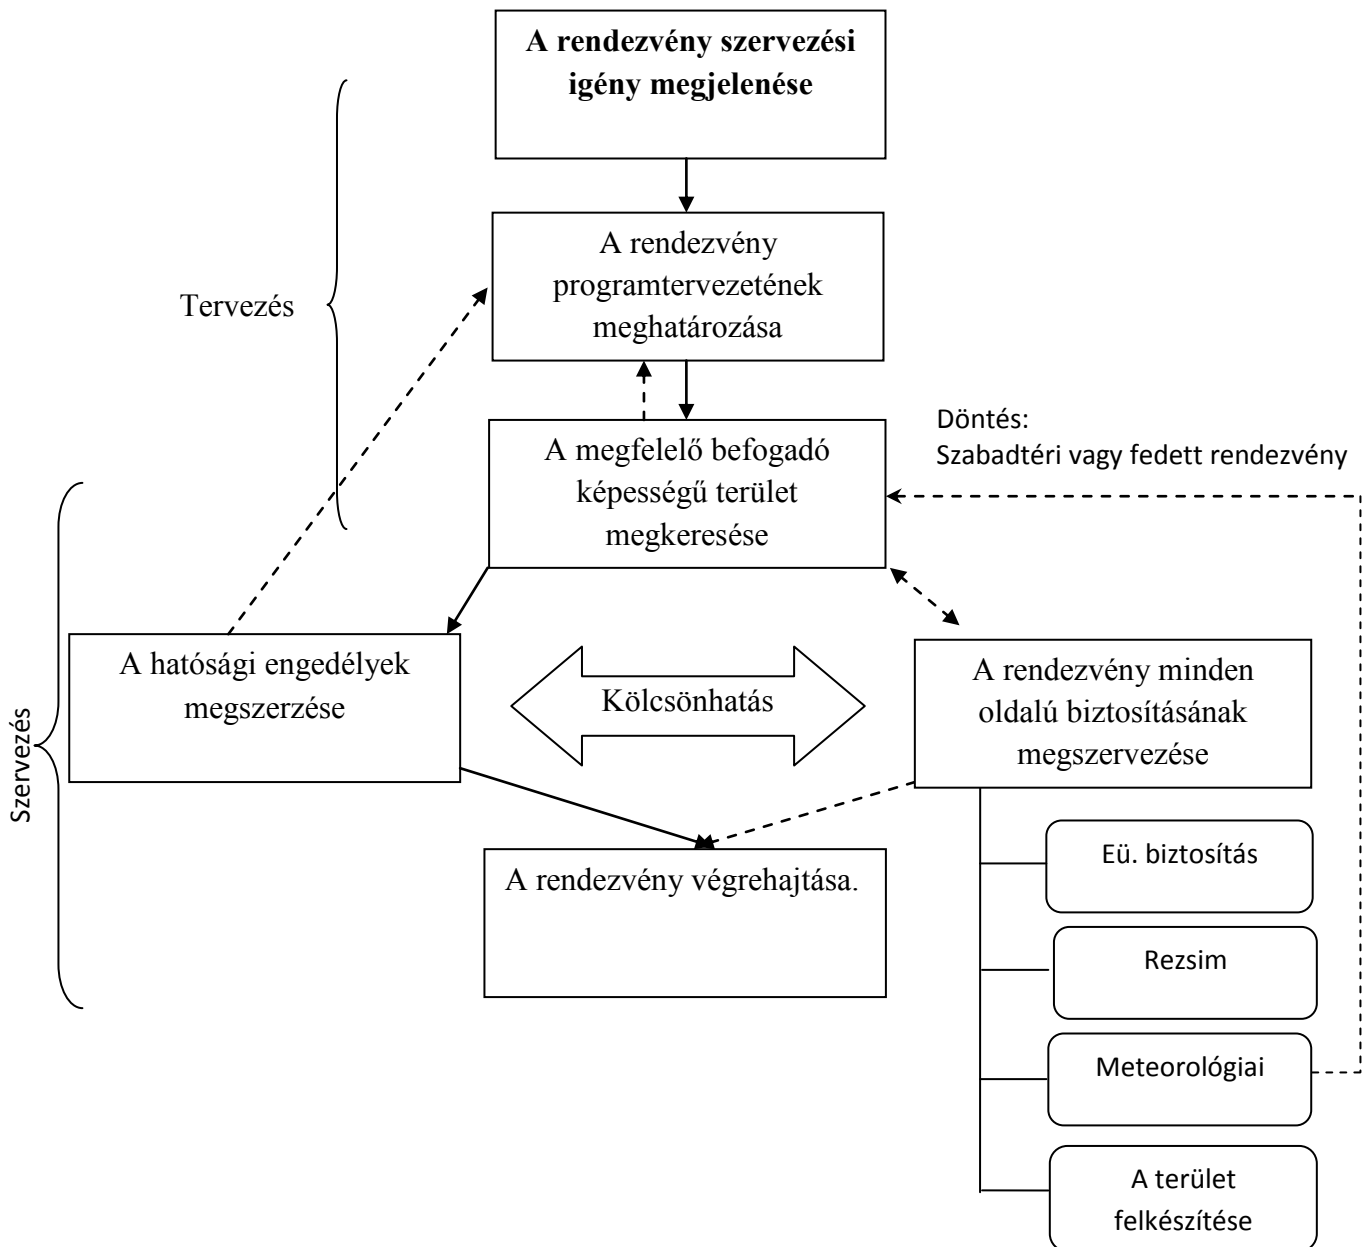 A rendezvény szervezési
igény megjelenése
A rendezvény
programtervezetének
meghatározása
Tervezés
A megfelelő befogadó
képességű terület
megkeresése
Döntés:
Szabadtéri vagy fedett rendezvény
A hatósági engedélyek
megszerzése
Kölcsönhatás
A rendezvény minden
oldalú biztosításának
megszervezése
Szervezés
A rendezvény végrehajtása.
Eü. biztosítás
Rezsim
Meteorológiai
A terület
felkészítése